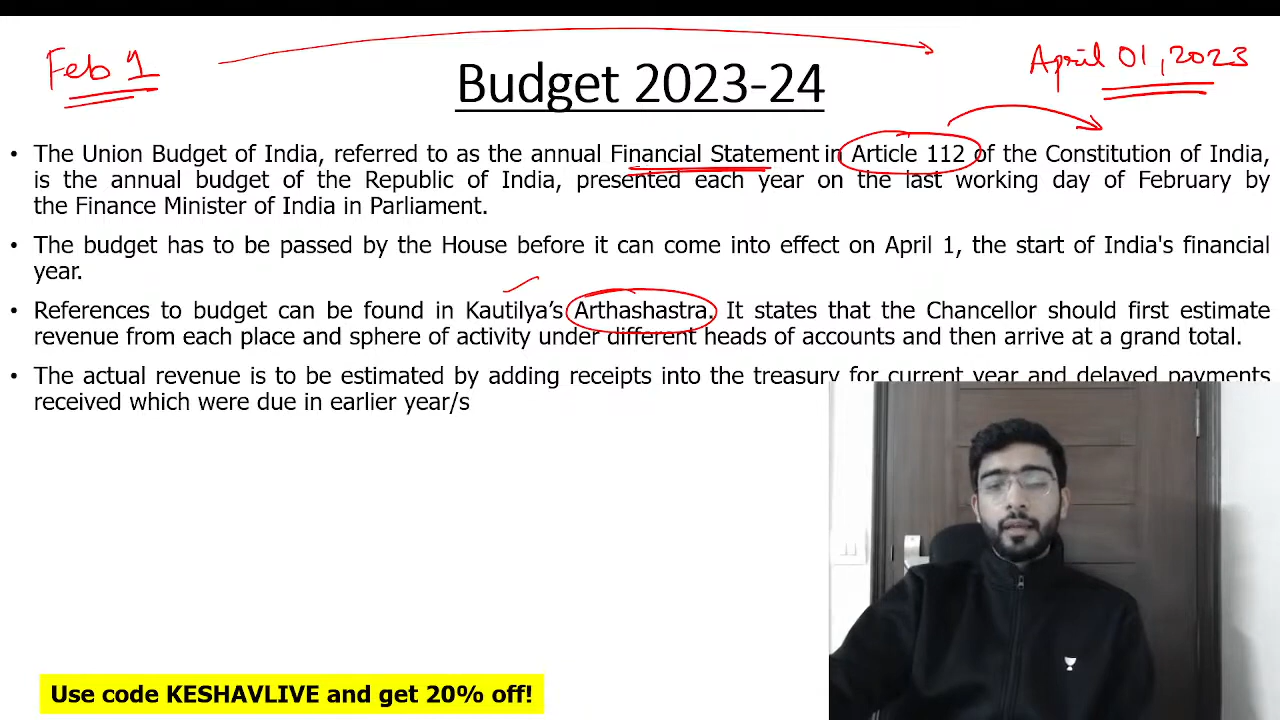 Feb 1
April 01, 2023
Budget 2023-24
• The Union Budget of India, referred to as the annual Financial Statement in Article 112 of the Constitution of India,
is the annual budget of the Republic of India, presented each year on the last working day of February by
the Finance Minister of India in Parliament.
• The budget has to be passed by the House before it can come into effect on April 1, the start of India's financial
year.
• References to budget can be found in Kautilya’s Arthashastra. It states that the Chancellor should first estimate
revenue from each place and sphere of activity under different heads of accounts and then arrive at a grand total.
• The actual revenue is to be estimated by adding receipts into the treasury for current year and delayed payments
received which were due in earlier year/s
Use code KESHAVLIVE and get 20% off!